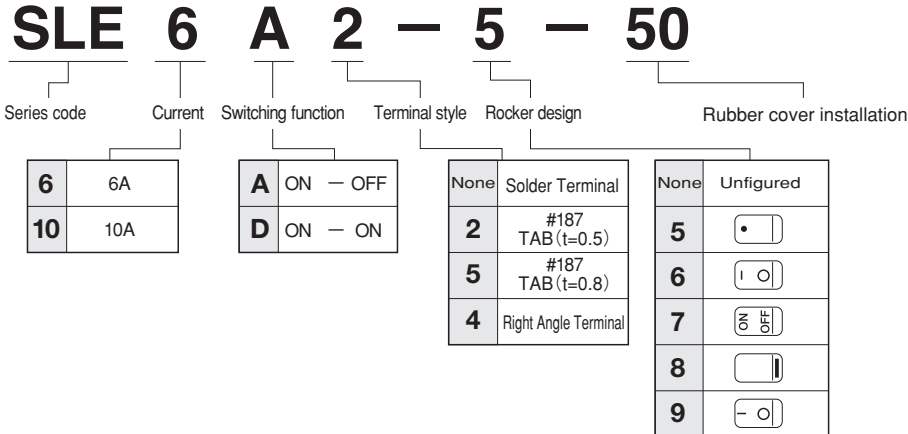 SLE 6 A 2 － 5 － 50
Series code Current Switching function Terminal style Rocker design Rubber cover installation
6 6A
10 10A
A ON － OFF
D ON － ON
None Solder Terminal
2 #187 TAB(t=0.5)
5 #187 TAB(t=0.8)
4 Right Angle Terminal
None Unfigured
5
6 － ○
7 ON OFF
8
9 － ○